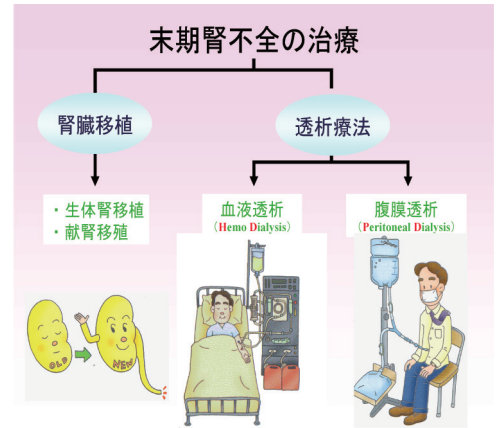 末期腎不全の治療
腎臓移植
透析療法
・生体腎移植
・献腎移殖
血液透析
(Hemo Dialysis)
腹膜透析
(Peritoneal Dialysis)
OLD
NEW